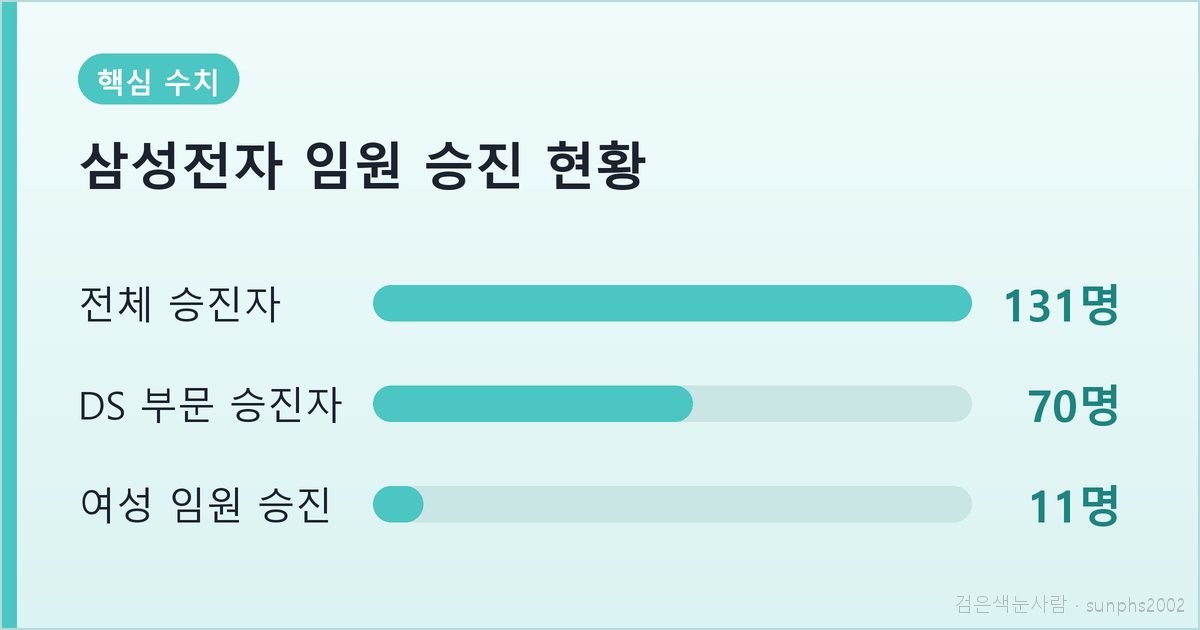 핵심 수치
삼성전자 임원 승진 현황
전체 승진자 131명
DS 부문 승진자 70명
여성 임원 승진 11명
검은색눈사람 · sunphs2002